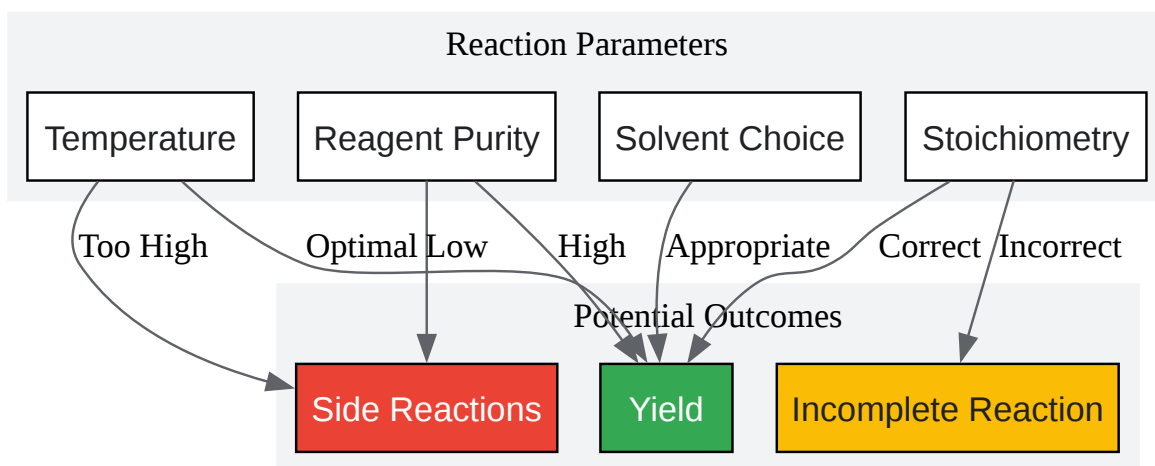 Reaction Parameters
Temperature
Reagent Purity
Solvent Choice
Stoichiometry
Too High
Optimal
Low
High
Appropriate
Correct
Incorrect
Potential Outcomes
Side Reactions
Yield
Incomplete Reaction